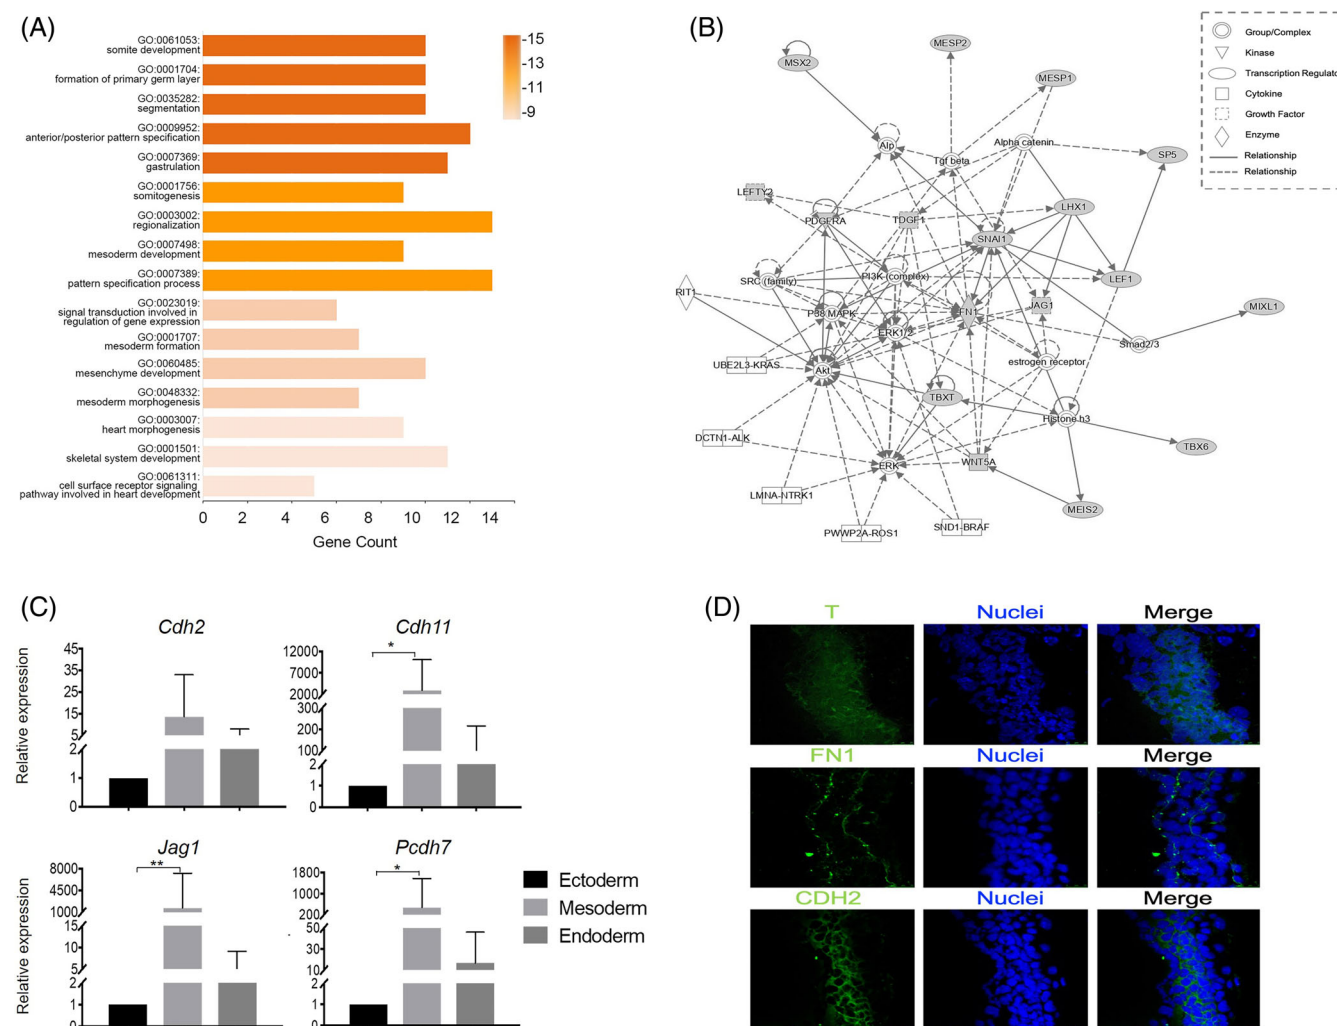 (A)
GO:0061053:
somite development
GO:0001704:
formation of primary germ layer
GO:0035282:
segmentation
GO:0009952:
anterior/posterior pattern specification
GO:0007369:
gastrulation
GO:0001756:
somitogenesis
GO:0003002:
regionalization
GO:0007498:
mesoderm development
GO:0007389:
pattern specification process
GO:0023019:
signal transduction involved in
regulation of gene expression
GO:0001707:
mesoderm formation
GO:0060485:
mesenchyme development
GO:0048332:
mesoderm morphogenesis
GO:0003007:
heart morphogenesis
GO:0001501:
skeletal system development
GO:0061311:
cell surface receptor signaling
pathway involved in heart development
0 2 4 6 8 10 12 14
Gene Count
-15
-13
-11
-9
(B)
MSX2
MESP2
MESP1
Alp
Tgf beta
Alpha catenin
SP5
LEFTY2
PDGFRA
TDGF1
LHX1
SNAI1
SRC (family)
PI3K (complex)
LEF1
RIT1
P38 MAPK
FN1
JAG1
MIXL1
ERK1/2
Smad2/3
UBE2L3-KRAS
Akt
estrogen receptor
TBXT
Histone h3
DCTN1-ALK
TBX6
ERK
WNT5A
LMNA-NTRK1
MEIS2
PWWP2A-ROS1
SND1-BRAF
Group/Complex
Kinase
Transcription Regulato
Cytokine
Growth Factor
Enzyme
Relationship
Relationship
(C)
Cdh2
Relative expression
45
35
25
15
5
2
1
0
Cdh11
*
12000
7000
2000
300
200
100
2
1
0
Jag1
**
Relative expression
8000
4500
1000
15
10
5
2
1
0
Pcdh7
*
1800
1000
200
50
30
10
2
1
0
Ectoderm
Mesoderm
Endoderm
(D)
T Nuclei Merge
FN1 Nuclei Merge
CDH2 Nuclei Merge